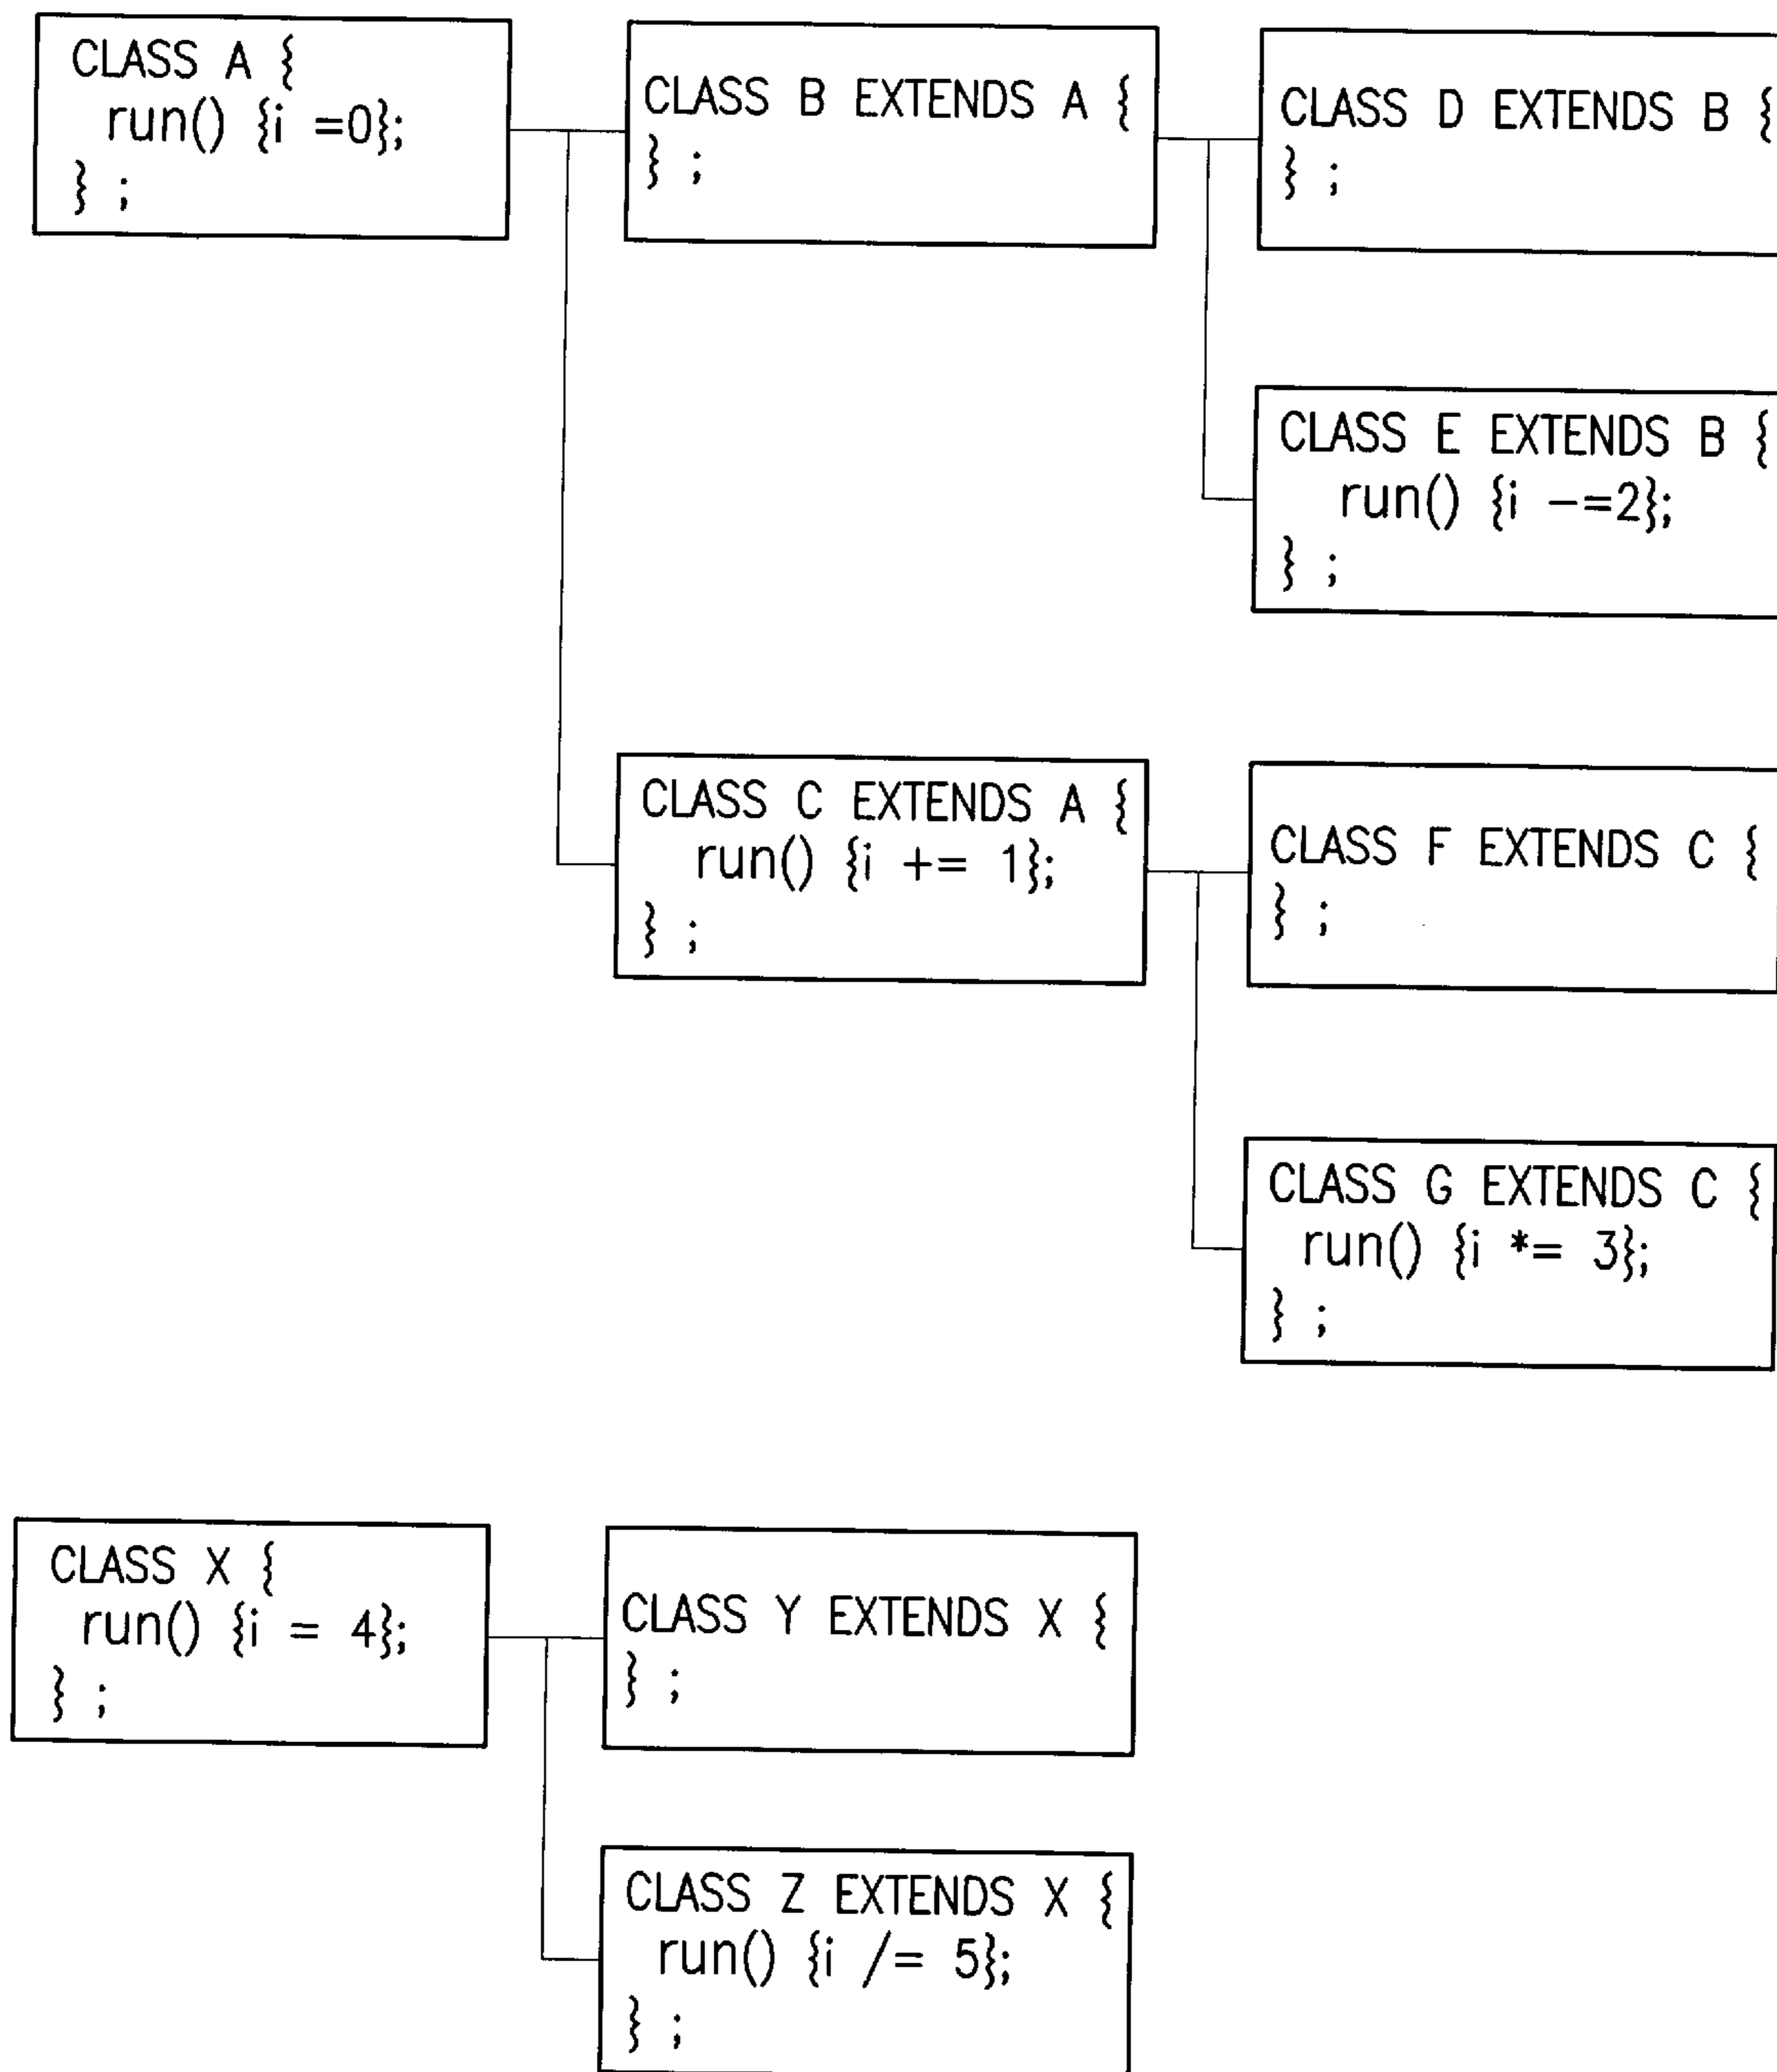 CLASS A {
run() {i =0};
} ;
CLASS B EXTENDS A {
} ;
CLASS D EXTENDS B {
} ;
CLASS E EXTENDS B {
run() {i -=2};
} ;
CLASS C EXTENDS A {
run() {i += 1};
} ;
CLASS F EXTENDS C {
} ;
CLASS G EXTENDS C {
run() {i *= 3};
} ;
CLASS X {
run() {i = 4};
} ;
CLASS Y EXTENDS X {
} ;
CLASS Z EXTENDS X {
run() {i /= 5};
} ;